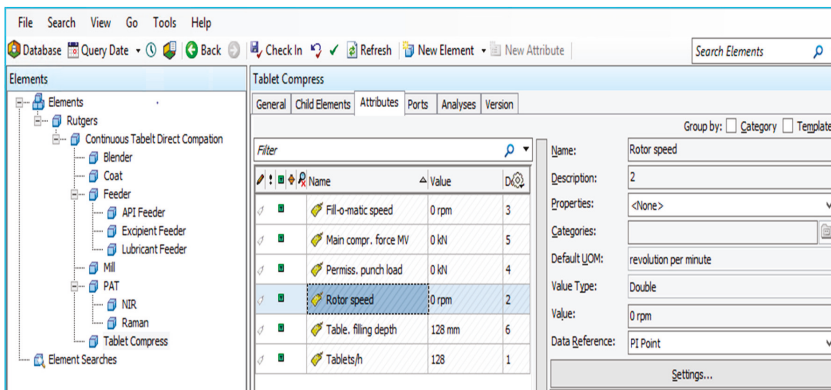 File Search View Go Tools Help
Database Query Date Back Check In Refresh New Element New Attribute Search Elements
Elements
Elements
Rutgers
Continuous Tabelt Direct Compation
Blender
Coat
Feeder
API Feeder
Excipient Feeder
Lubricant Feeder
Mill
PAT
NIR
Raman
Tablet Compress
Element Searches
Tablet Compress
General Child Elements Attributes Ports Analyses Version
Group by: Category Template
Filter
Name Value
Fill-o-matic speed 0 rpm 3
Main compr. force MV 0 kN 5
Permiss. punch load 0 kN 4
Rotor speed 0 rpm 2
Table. filling depth 128 mm 6
Tablets/h 128 1
Name: Rotor speed
Description: 2
Properties: <None>
Categories:
Default UOM: revolution per minute
Value Type: Double
Value: 0 rpm
Data Reference: PI Point
Settings...